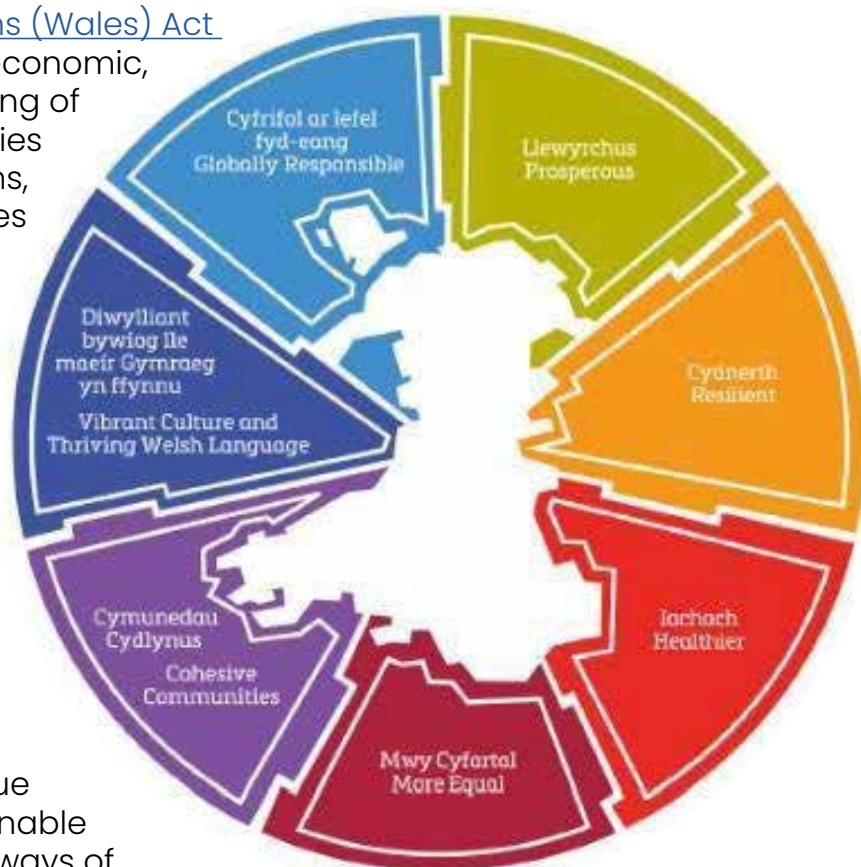 ns (Wales) Act
economic,
ng of
ies
ns,
es
Cyfrifol ar lefel
fyd-eang
Globally Responsible
Llewyrchus
Prosperous
Cydnerth
Resilient
Iachach
Healthier
Mwy Cyfartal
More Equal
Cymunedau
Cydlynus
Cohesive
Communities
Diwylliant
bywiog lle
mae'r Gymraeg
yn ffynnu
Vibrant Culture and
Thriving Welsh Language
ue
nable
ways of